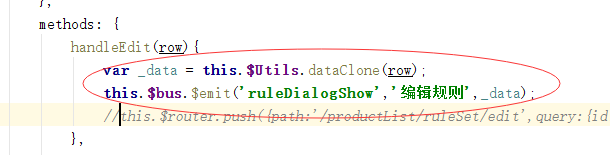 },
methods: {
handleEdit(row){
var _data = this.$Utils.dataClone(row);
this.$bus.$emit('ruleDialogShow','编辑规则',_data);
//this.$router.push({path:'/productList/ruleSet/edit',query:{id
},